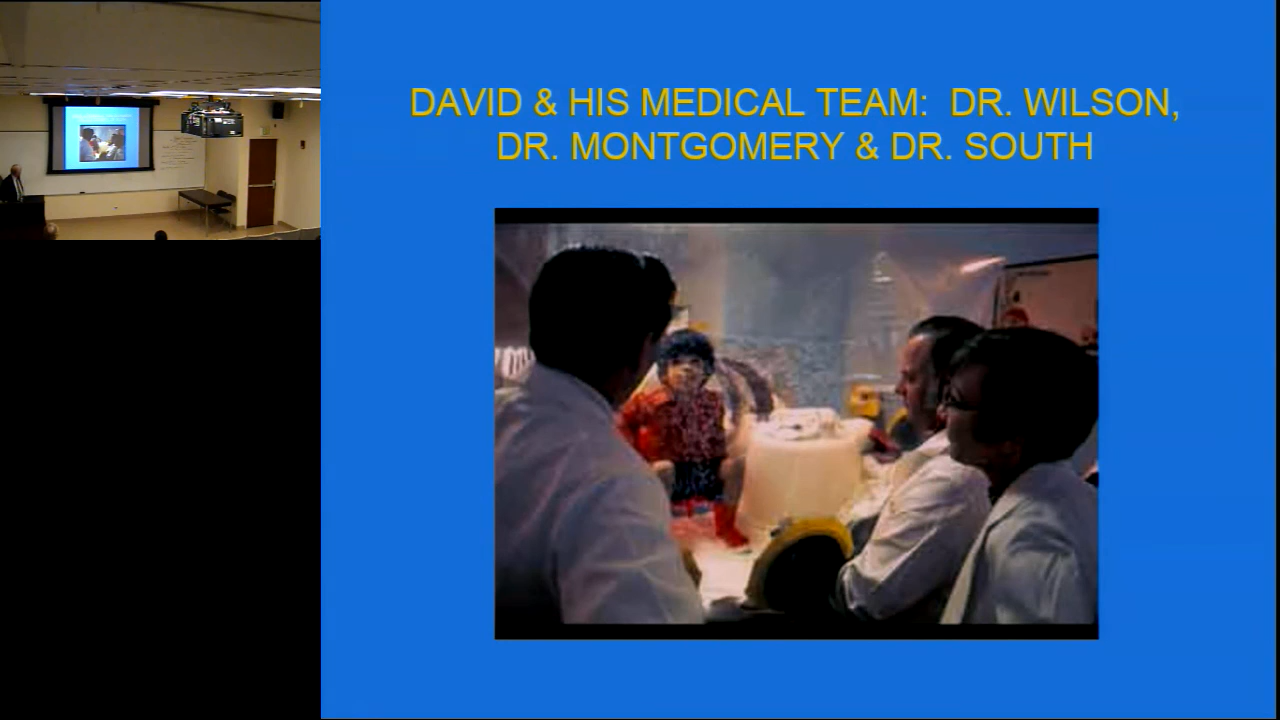 DAVID & HIS MEDICAL TEAM:  DR. WILSON,
DR. MONTGOMERY & DR. SOUTH